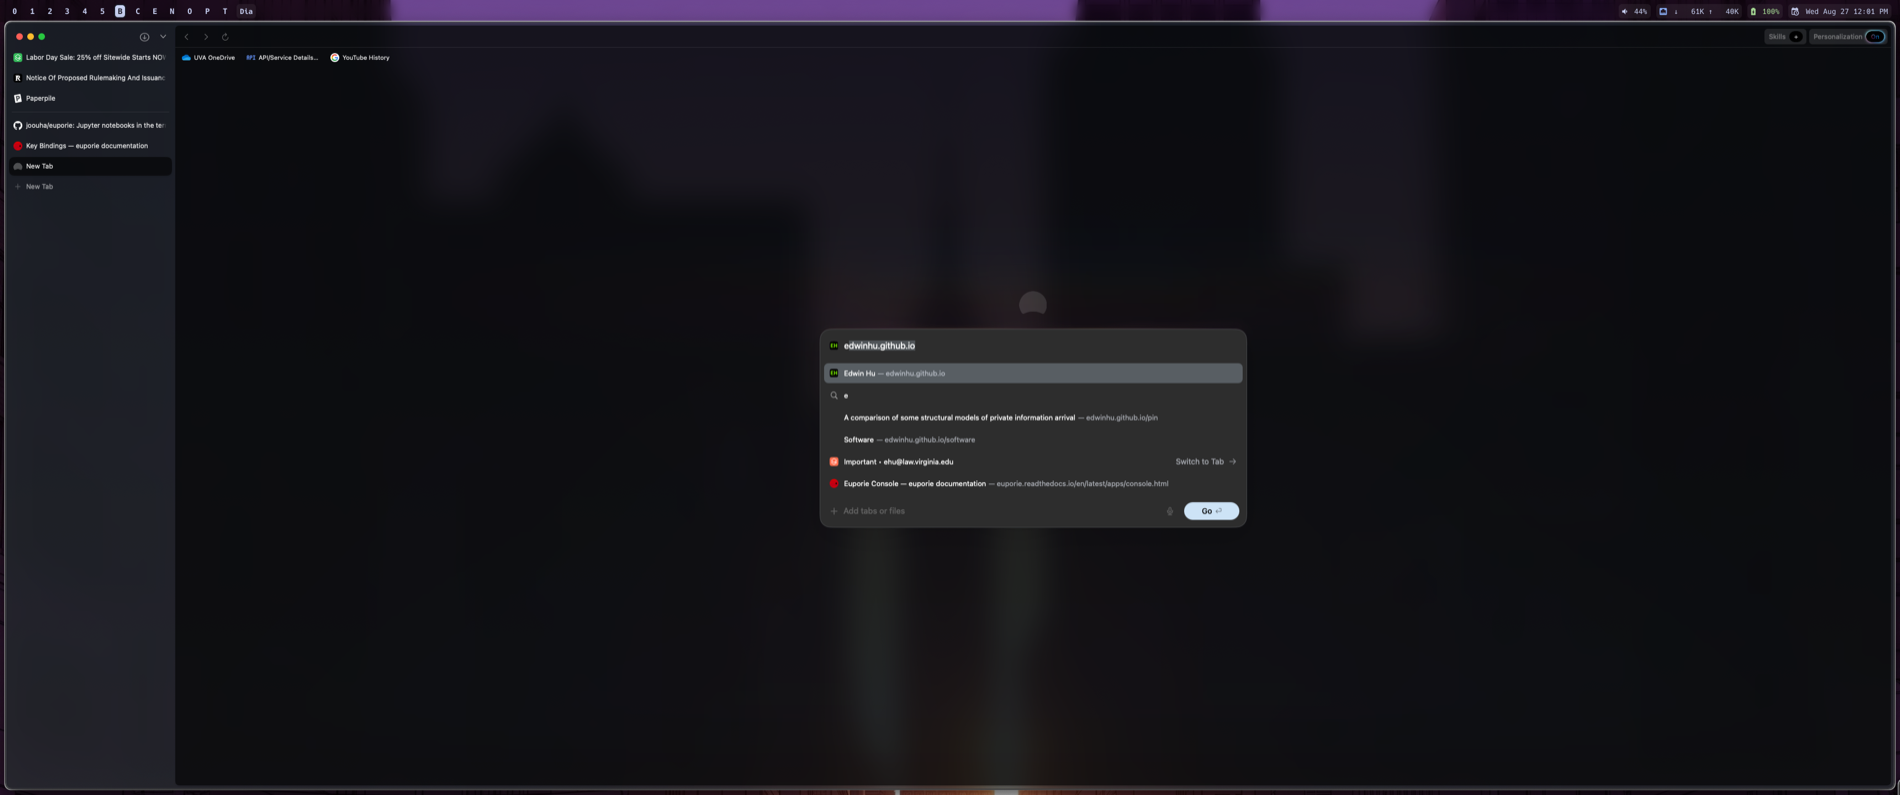 0 1 2 3 4 5 B C E N O P T Dia
44% ↓ 61K ↑ 40K 100% Wed Aug 27 12:01 PM
Skills + Personalization On
Labor Day Sale: 25% off Sitewide Starts NOW
Notice Of Proposed Rulemaking And Issuanc
Paperpile
joouha/euporie: Jupyter notebooks in the ter
Key Bindings — euporie documentation
New Tab
+ New Tab
UVA OneDrive API API/Service Details... YouTube History
EH edwinhu.github.io
EH Edwin Hu — edwinhu.github.io
e
A comparison of some structural models of private information arrival — edwinhu.github.io/pin
Software — edwinhu.github.io/software
Important • ehu@law.virginia.edu Switch to Tab →
Euporie Console — euporie documentation — euporie.readthedocs.io/en/latest/apps/console.html
+ Add tabs or files Go